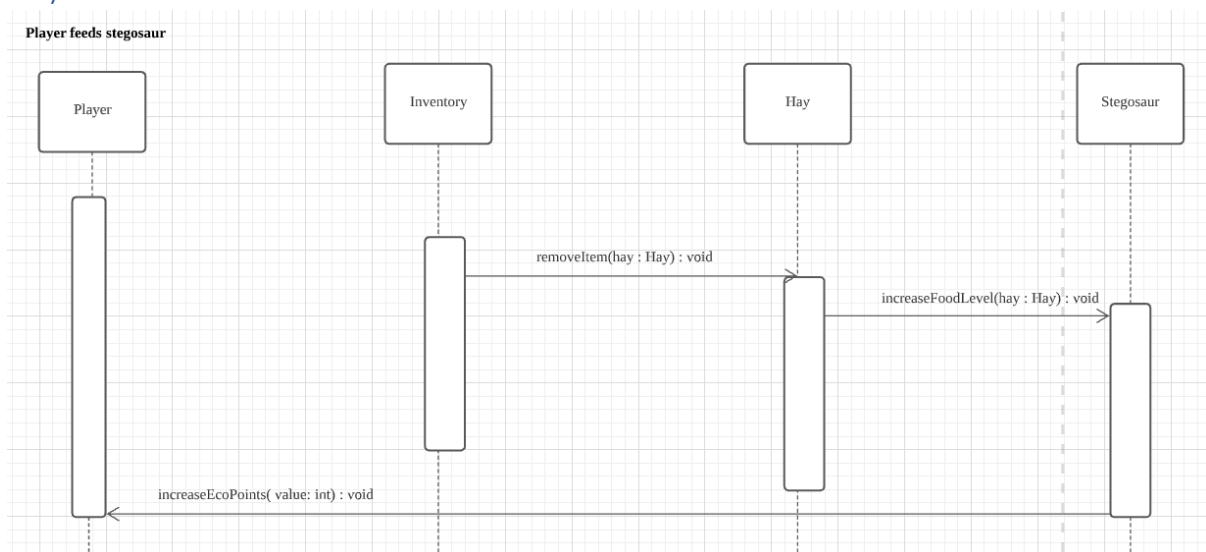 Player feeds stegosaur
Player
Inventory
Hay
Stegosaur
removeItem(hay : Hay) : void
increaseFoodLevel(hay : Hay) : void
increaseEcoPoints( value: int) : void